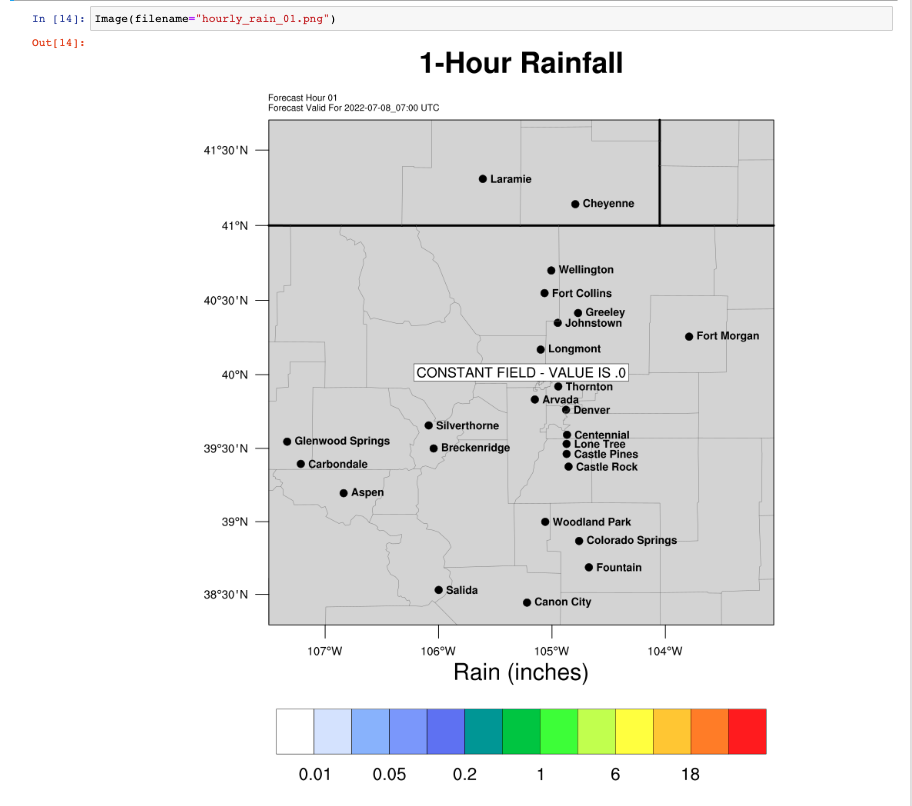 In [14]: Image(filename="hourly_rain_01.png")
Out[14]:
1-Hour Rainfall
Forecast Hour 01
Forecast Valid For 2022-07-08_07:00 UTC
41°30'N
Laramie
Cheyenne
41°N
Wellington
40°30'N
Fort Collins
Greeley
Johnstown
Fort Morgan
Longmont
40°N
CONSTANT FIELD - VALUE IS .0
Thornton
Arvada
Denver
Silverthorne
Centennial
Glenwood Springs
Lone Tree
39°30'N
Breckenridge
Castle Pines
Carbondale
Castle Rock
Aspen
39°N
Woodland Park
Colorado Springs
Fountain
38°30'N
Salida
Canon City
107°W 106°W 105°W 104°W
Rain (inches)
0.01 0.05 0.2 1 6 18